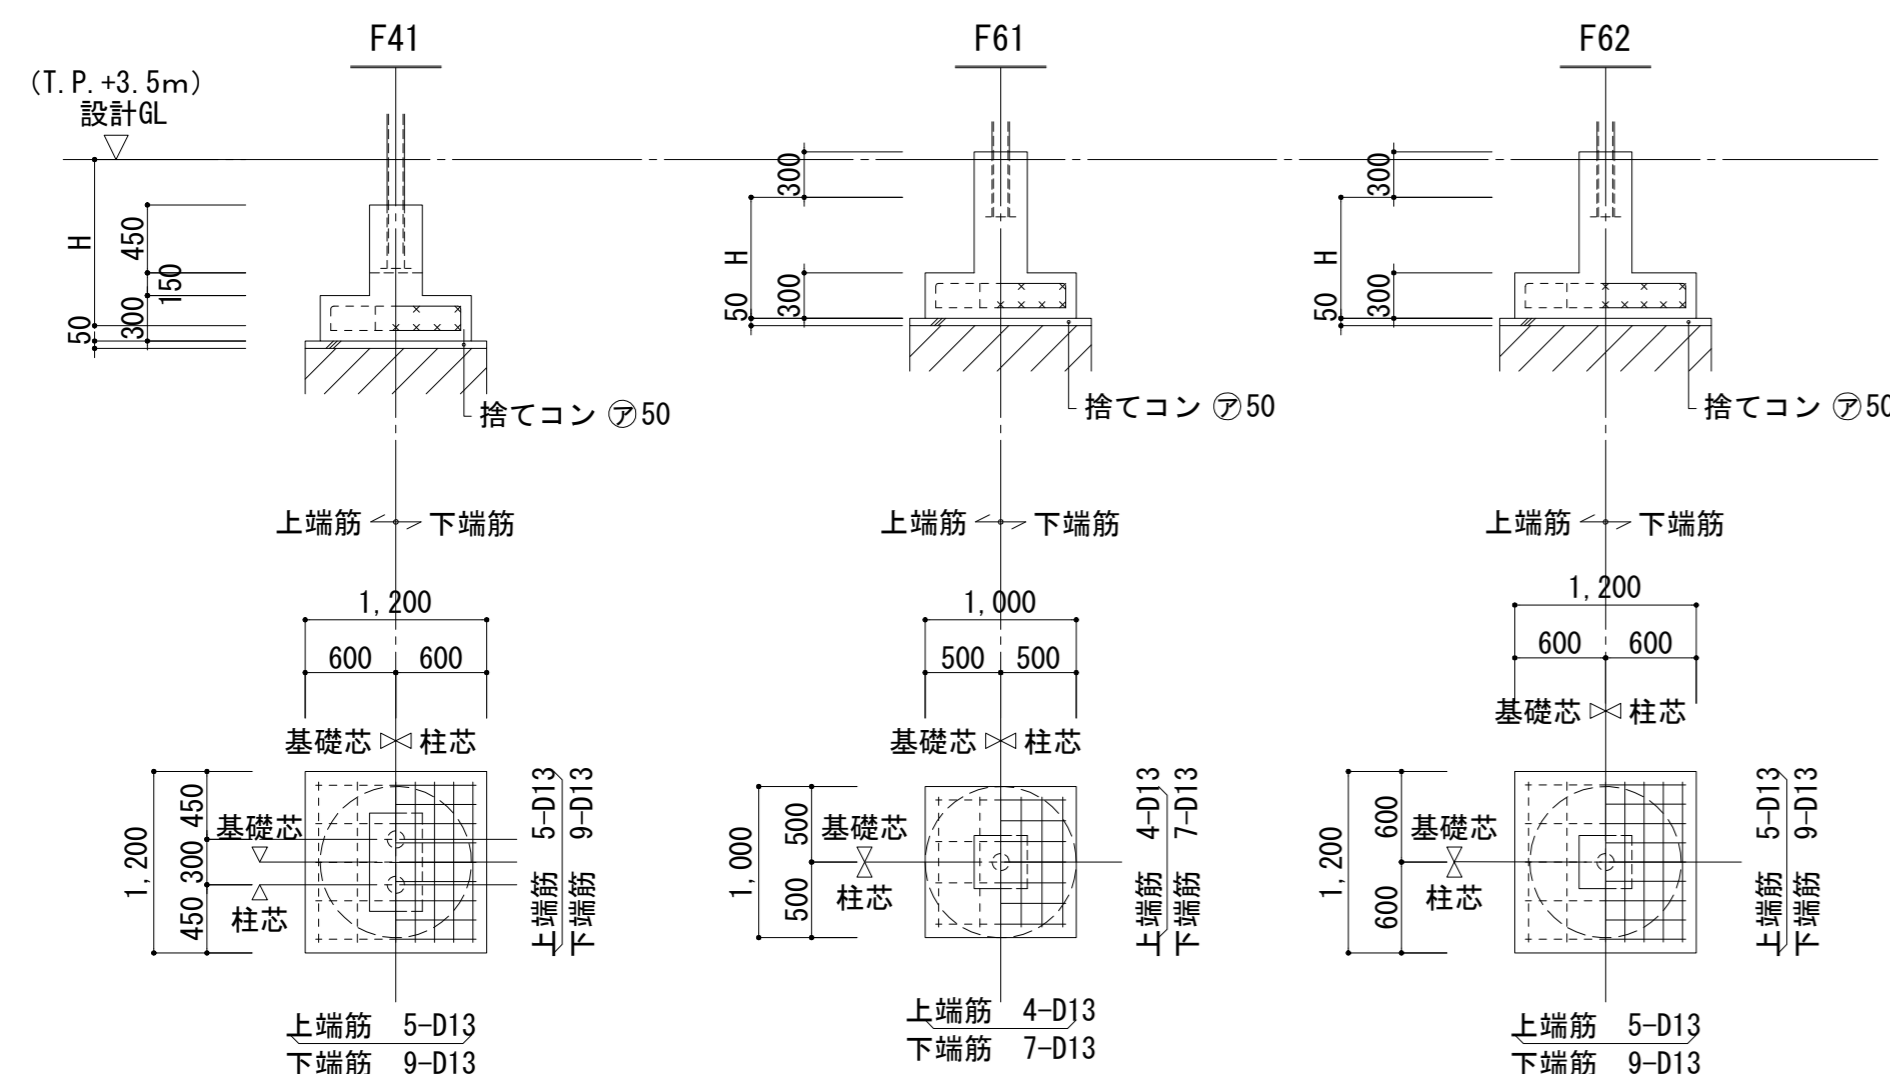 F41
(T.P.+3.5m)
設計GL
H
450
150
300
50
捨てコン ㋐50
上端筋 下端筋
1,200
600 600
基礎芯 柱芯
1,200
450
300
450
基礎芯
柱芯
上端筋 5-D13
下端筋 9-D13
上端筋 5-D13
下端筋 9-D13
F61
300
H
300
50
捨てコン ㋐50
上端筋 下端筋
1,000
500 500
基礎芯 柱芯
1,000
500
500
基礎芯
柱芯
上端筋 4-D13
下端筋 7-D13
上端筋 4-D13
下端筋 7-D13
F62
300
H
300
50
捨てコン ㋐50
上端筋 下端筋
1,200
600 600
基礎芯 柱芯
1,200
600
600
基礎芯
柱芯
上端筋 5-D13
下端筋 9-D13
上端筋 5-D13
下端筋 9-D13